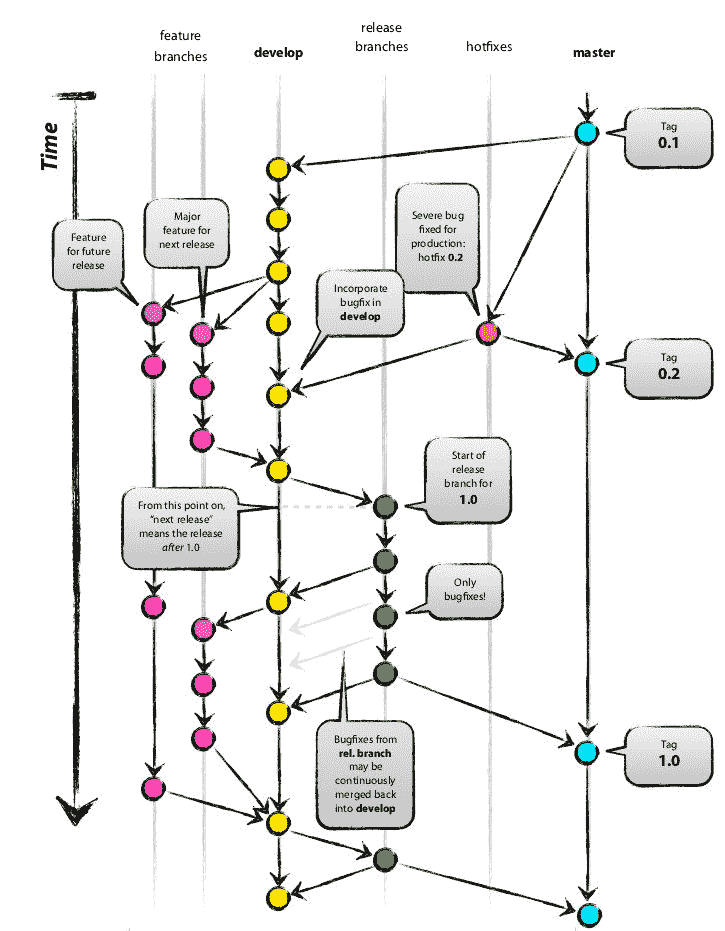 feature
branches
develop
release
branches
hotfixes
master
Time
Tag
0.1
Feature
for future
release
Major
feature for
next release
Severe bug
fixed for
production:
hotfix 0.2
Incorporate
bugfix in
develop
Tag
0.2
Start of
release
branch for
1.0
From this point on,
“next release”
means the release
after 1.0
Only
bugfixes!
Bugfixes from
rel. branch
may be
continuously
merged back
into develop
Tag
1.0